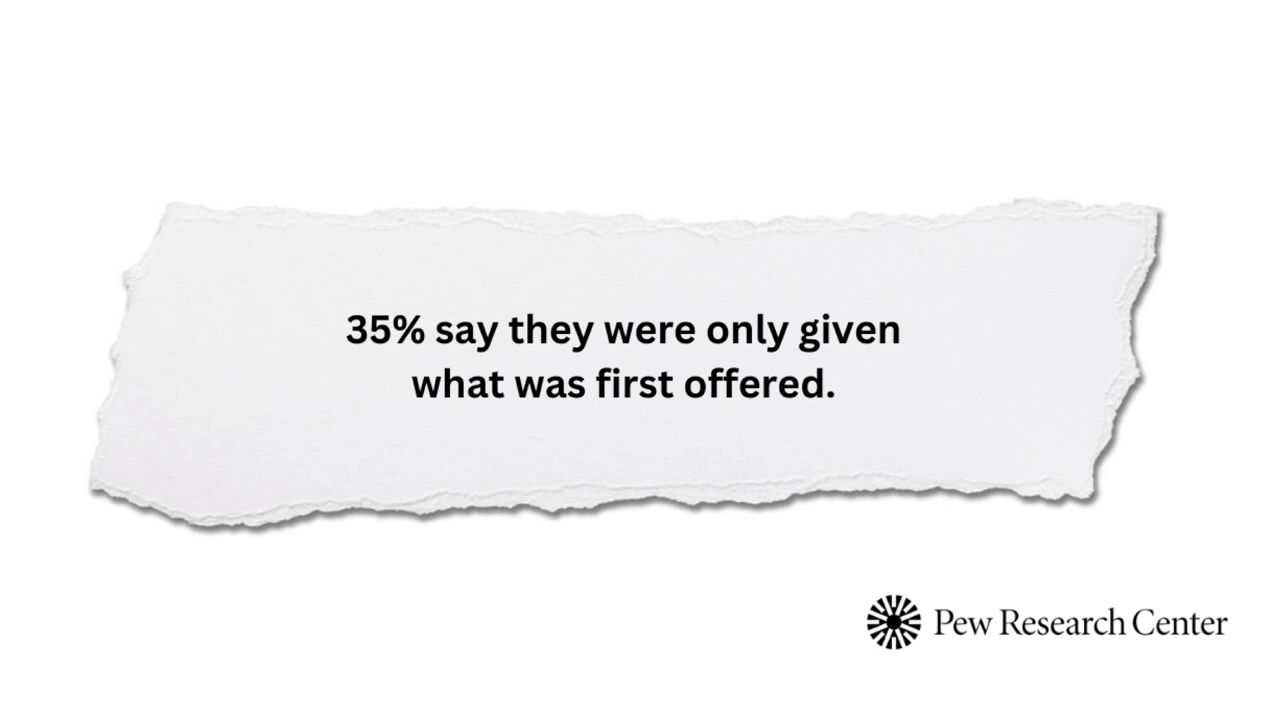 35% say they were only given
what was first offered.
Pew Research Center